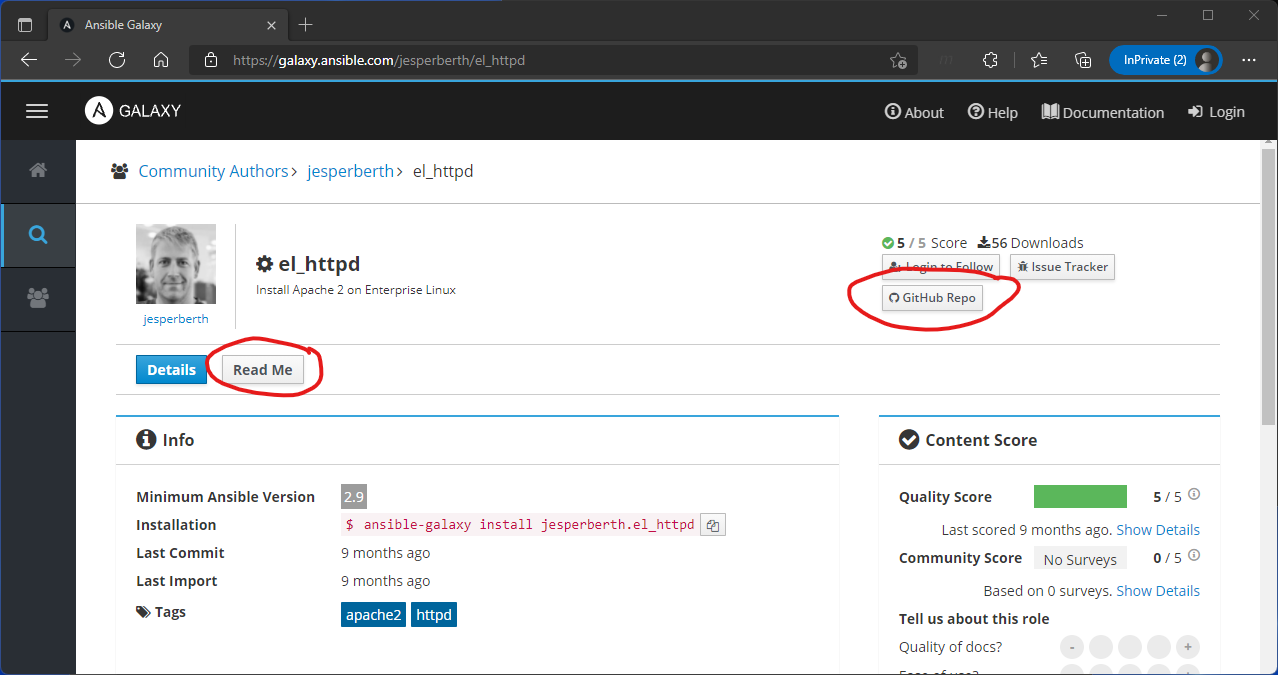 Ansible Galaxy
https://galaxy.ansible.com/jesperberth/el_httpd
InPrivate (2)
A GALAXY
About Help Documentation Login
Community Authors > jesperberth > el_httpd
5 / 5 Score 56 Downloads
el_httpd
Login to Follow Issue Tracker
Install Apache 2 on Enterprise Linux
GitHub Repo
jesperberth
Details Read Me
Info
Minimum Ansible Version 2.9
Installation $ ansible-galaxy install jesperberth.el_httpd
Last Commit 9 months ago
Last Import 9 months ago
Tags apache2 httpd
Content Score
Quality Score 5 / 5
Last scored 9 months ago. Show Details
Community Score No Surveys 0 / 5
Based on 0 surveys. Show Details
Tell us about this role
Quality of docs? - +
Ease of use?